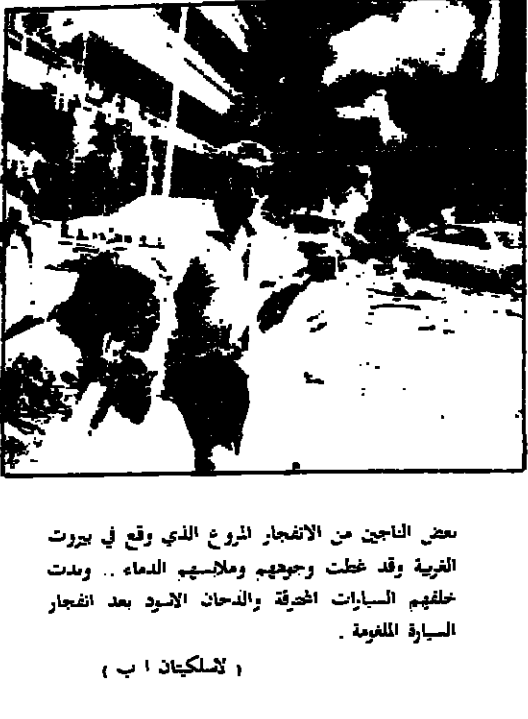 بعض الناجين من الانفجار المروع الذي وقع في بيروت
الغربية وقد غطت وجوههم وملابسهم الدماء .. وبدت
خلفهم السيارات المحترقة والدخان الاسود بعد انفجار
السيارة الملغومة .
( لاسلكيتان ا ب )